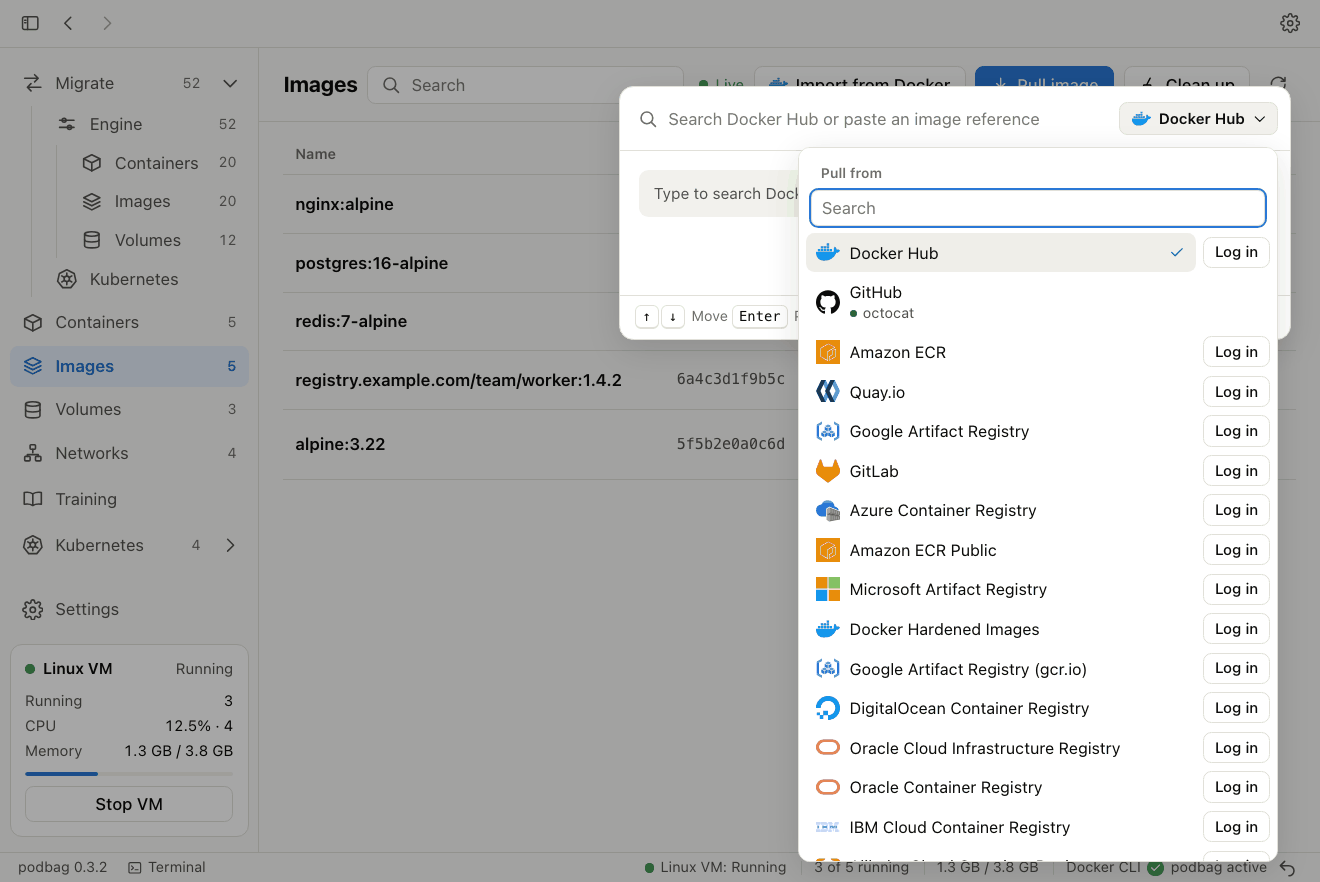 Migrate 52
Engine 52
Containers 20
Images 20
Volumes 12
Kubernetes
Containers 5
Images 5
Volumes 3
Networks 4
Training
Kubernetes 4
Settings
Linux VM Running
Running 3
CPU 12.5% · 4
Memory 1.3 GB / 3.8 GB
Stop VM
Images
Search
Live
Import from Docker
Pull image
Clean up
Name
nginx:alpine
postgres:16-alpine
redis:7-alpine
registry.example.com/team/worker:1.4.2 6a4c3d1f9b5c
alpine:3.22 5f5b2e0a0c6d
Search Docker Hub or paste an image reference
Docker Hub
Type to search Dock
↑ ↓ Move Enter
Pull from
Search
Docker Hub Log in
GitHub
octocat
Amazon ECR Log in
Quay.io Log in
Google Artifact Registry Log in
GitLab Log in
Azure Container Registry Log in
Amazon ECR Public Log in
Microsoft Artifact Registry Log in
Docker Hardened Images Log in
Google Artifact Registry (gcr.io) Log in
DigitalOcean Container Registry Log in
Oracle Cloud Infrastructure Registry Log in
Oracle Container Registry Log in
IBM Cloud Container Registry Log in
podbag 0.3.2 Terminal
Linux VM: Running 3 of 5 running 1.3 GB / 3.8 GB Docker CLI podbag active